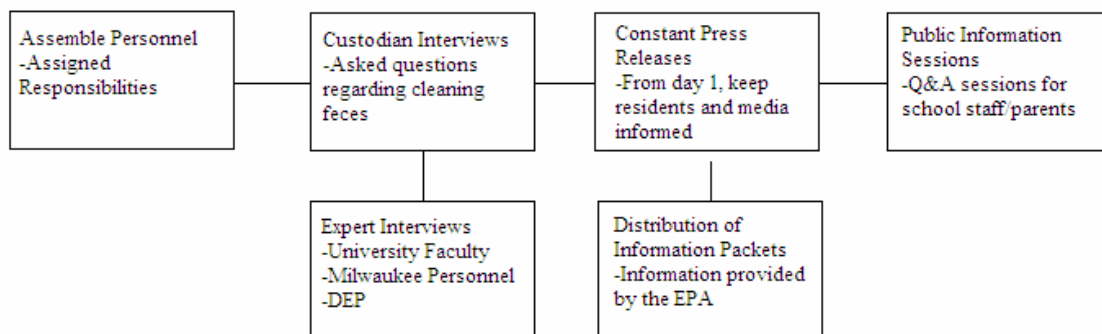 Assemble Personnel
-Assigned
Responsibilities
Custodian Interviews
-Asked questions
regarding cleaning
feces
Constant Press
Releases
-From day 1, keep
residents and media
informed
Public Information
Sessions
-Q&A sessions for
school staff/parents
Expert Interviews
-University Faculty
-Milwaukee Personnel
-DEP
Distribution of
Information Packets
-Information provided
by the EPA